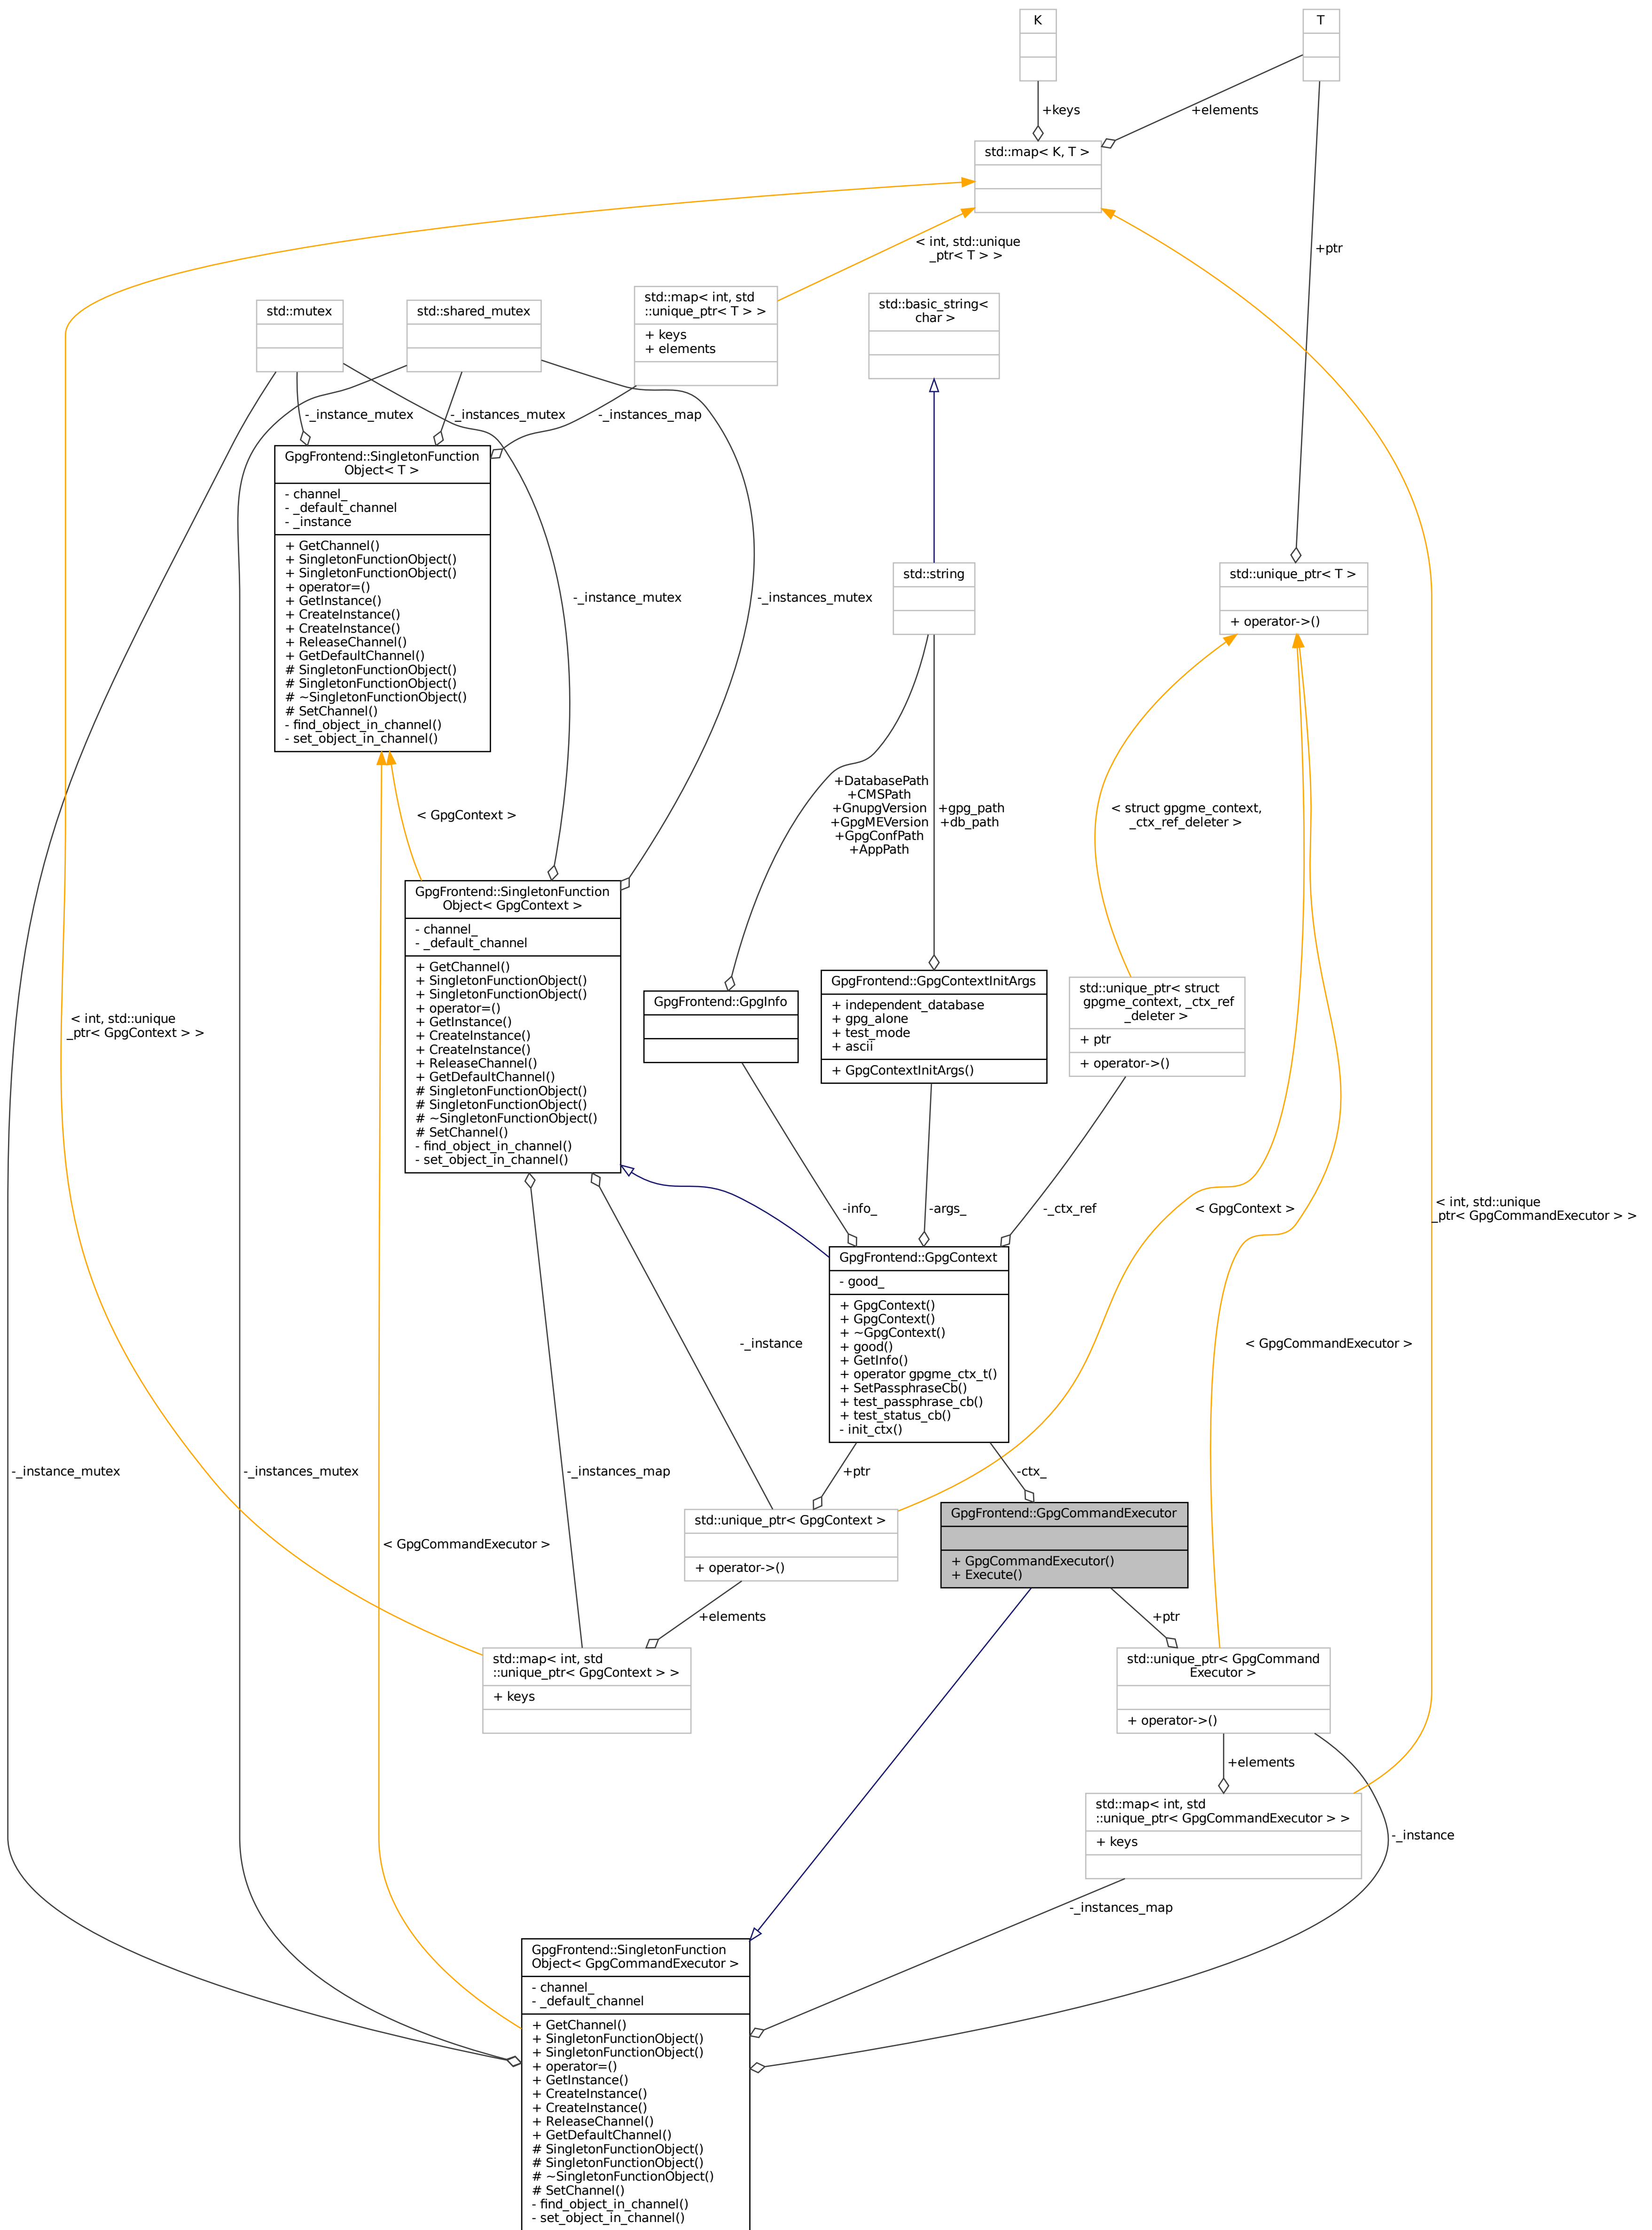 K
T
+keys
+elements
std::map< K, T >
+ptr
< int, std::unique
_ptr< T > >
std::mutex
std::shared_mutex
std::map< int, std
::unique_ptr< T > >
+ keys
+ elements
std::basic_string<
char >
-_instance_mutex
-_instances_mutex
-_instances_map
GpgFrontend::SingletonFunction
Object< T >
- channel_
- _default_channel
- _instance
+ GetChannel()
+ SingletonFunctionObject()
+ SingletonFunctionObject()
+ operator=()
+ GetInstance()
+ CreateInstance()
+ CreateInstance()
+ ReleaseChannel()
+ GetDefaultChannel()
# SingletonFunctionObject()
# SingletonFunctionObject()
# ~SingletonFunctionObject()
# SetChannel()
- find_object_in_channel()
- set_object_in_channel()
-_instance_mutex
-_instances_mutex
std::string
std::unique_ptr< T >
+ operator->()
< GpgContext >
+DatabasePath
+CMSPath
+GnupgVersion
+GpgMEVersion
+GpgConfPath
+AppPath
+gpg_path
+db_path
< struct gpgme_context,
_ctx_ref_deleter >
GpgFrontend::SingletonFunction
Object< GpgContext >
- channel_
- _default_channel
+ GetChannel()
+ SingletonFunctionObject()
+ SingletonFunctionObject()
+ operator=()
+ GetInstance()
+ CreateInstance()
+ CreateInstance()
+ ReleaseChannel()
+ GetDefaultChannel()
# SingletonFunctionObject()
# SingletonFunctionObject()
# ~SingletonFunctionObject()
# SetChannel()
- find_object_in_channel()
- set_object_in_channel()
GpgFrontend::GpgInfo
GpgFrontend::GpgContextInitArgs
+ independent_database
+ gpg_alone
+ test_mode
+ ascii
+ GpgContextInitArgs()
std::unique_ptr< struct
gpgme_context, _ctx_ref
_deleter >
+ ptr
+ operator->()
< int, std::unique
_ptr< GpgContext > >
-info_
-args_
-_ctx_ref
< GpgContext >
< int, std::unique
_ptr< GpgCommandExecutor > >
GpgFrontend::GpgContext
- good_
+ GpgContext()
+ GpgContext()
+ ~GpgContext()
+ good()
+ GetInfo()
+ operator gpgme_ctx_t()
+ SetPassphraseCb()
+ test_passphrase_cb()
+ test_status_cb()
- init_ctx()
-_instance
< GpgCommandExecutor >
-_instance_mutex
-_instances_mutex
-_instances_map
+ptr
-ctx_
std::unique_ptr< GpgContext >
+ operator->()
GpgFrontend::GpgCommandExecutor
+ GpgCommandExecutor()
+ Execute()
< GpgCommandExecutor >
+elements
+ptr
std::map< int, std
::unique_ptr< GpgContext > >
+ keys
std::unique_ptr< GpgCommand
Executor >
+ operator->()
+elements
std::map< int, std
::unique_ptr< GpgCommandExecutor > >
+ keys
-_instance
-_instances_map
GpgFrontend::SingletonFunction
Object< GpgCommandExecutor >
- channel_
- _default_channel
+ GetChannel()
+ SingletonFunctionObject()
+ SingletonFunctionObject()
+ operator=()
+ GetInstance()
+ CreateInstance()
+ CreateInstance()
+ ReleaseChannel()
+ GetDefaultChannel()
# SingletonFunctionObject()
# SingletonFunctionObject()
# ~SingletonFunctionObject()
# SetChannel()
- find_object_in_channel()
- set_object_in_channel()